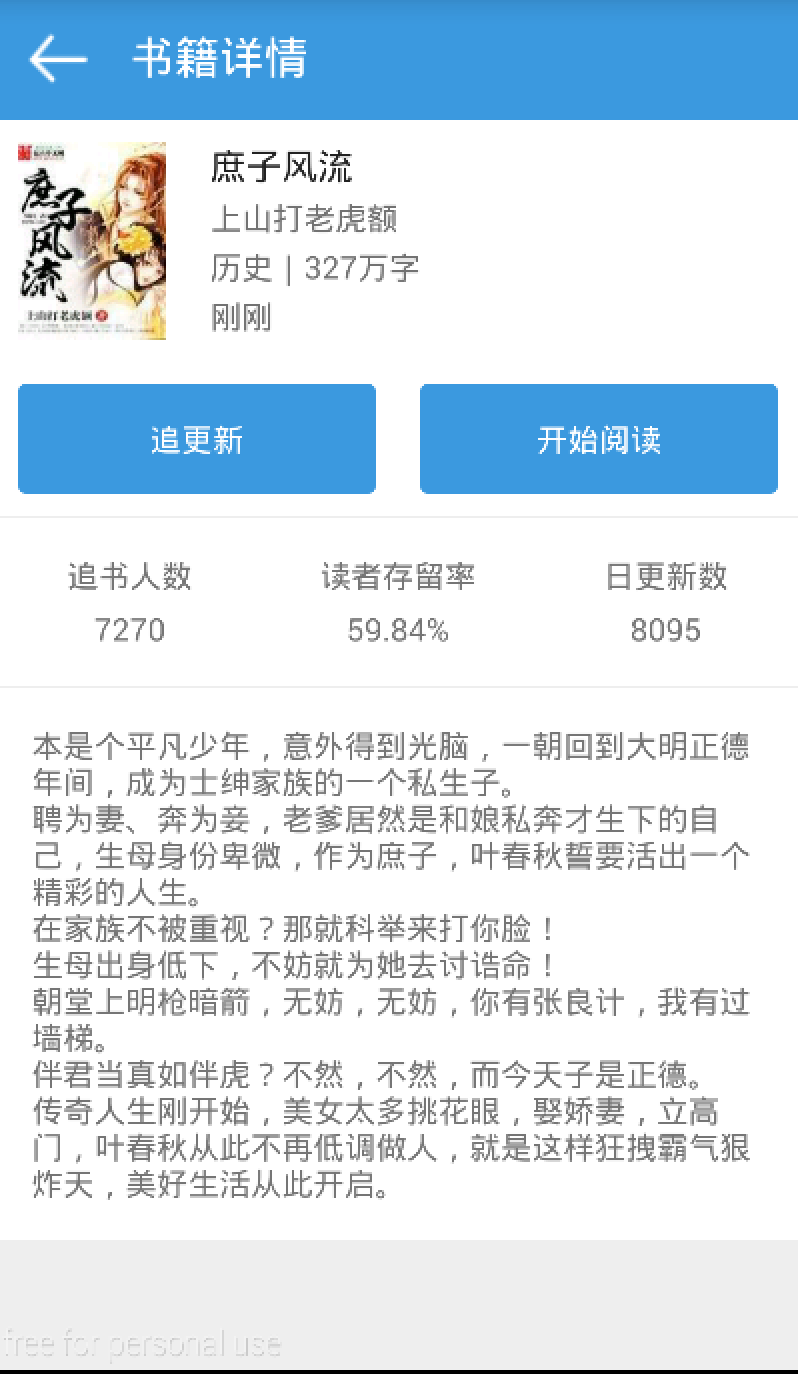 书籍详情
庶子风流
上山打老虎额
历史 | 327万字
刚刚
庶子
风
流
上山打老虎额 著
追更新
开始阅读
追书人数
读者存留率
日更新数
7270
59.84%
8095
本是个平凡少年，意外得到光脑，一朝回到大明正德
年间，成为士绅家族的一个私生子。
聘为妻、奔为妾，老爹居然是和娘私奔才生下的自
己，生母身份卑微，作为庶子，叶春秋誓要活出一个
精彩的人生。
在家族不被重视？那就科举来打你脸！
生母出身低下，不妨就为她去讨诰命！
朝堂上明枪暗箭，无妨，无妨，你有张良计，我有过
墙梯。
伴君当真如伴虎？不然，不然，而今天子是正德。
传奇人生刚开始，美女太多挑花眼，娶娇妻，立高
门，叶春秋从此不再低调做人，就是这样狂拽霸气狠
炸天，美好生活从此开启。
free for personal use